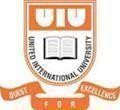 UIU
UNITED INTERNATIONAL UNIVERSITY
QUEST FOR EXCELLENCE